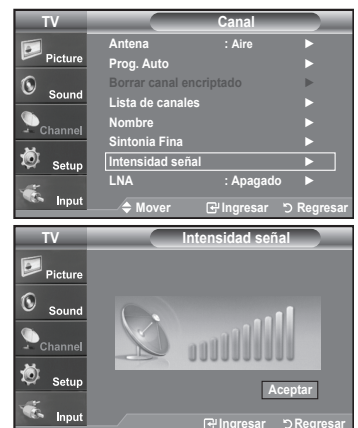 TV Canal
Picture
Sound
Channel
Setup
Input
Antena : Aire
Prog. Auto
Borrar canal encriptado
Lista de canales
Nombre
Sintonia Fina
Intensidad señal
LNA : Apagado
Mover Ingresar Regresar
TV Intensidad señal
Picture
Sound
Channel
Setup
Input
Aceptar
Ingresar Regresar